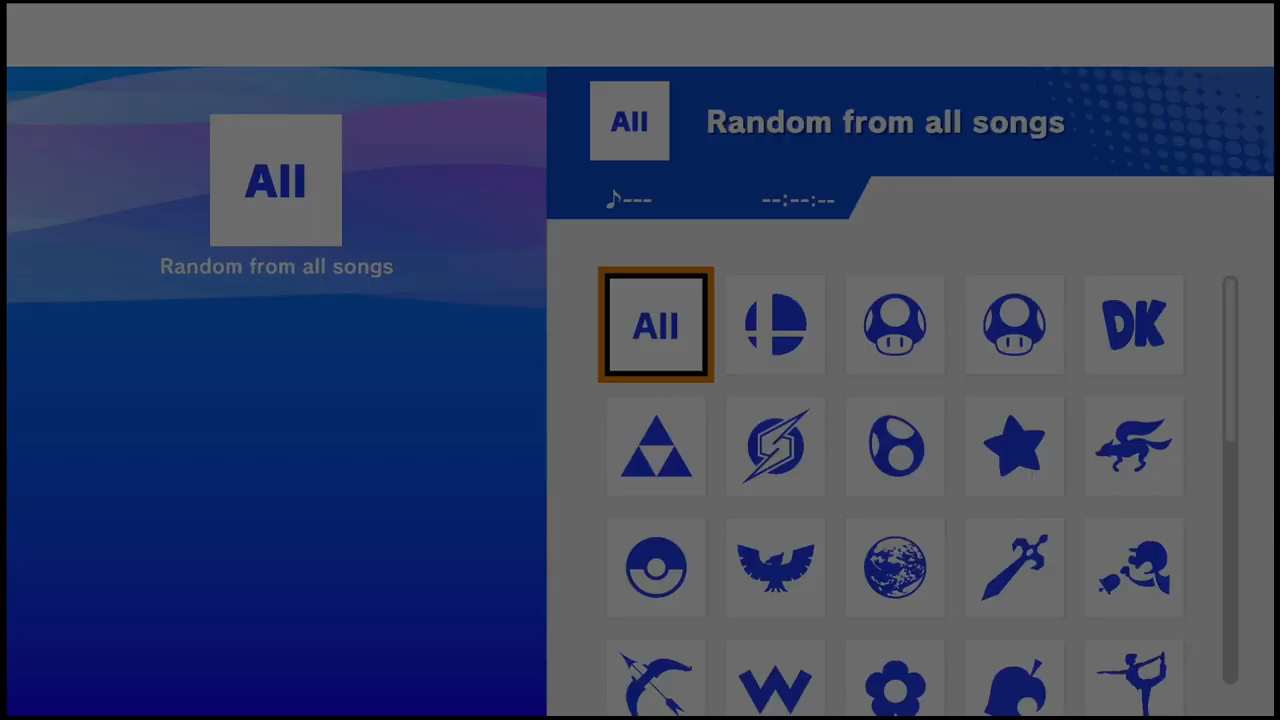 All
Random from all songs
All
Random from all songs
♪---
--:--:--
All
DK